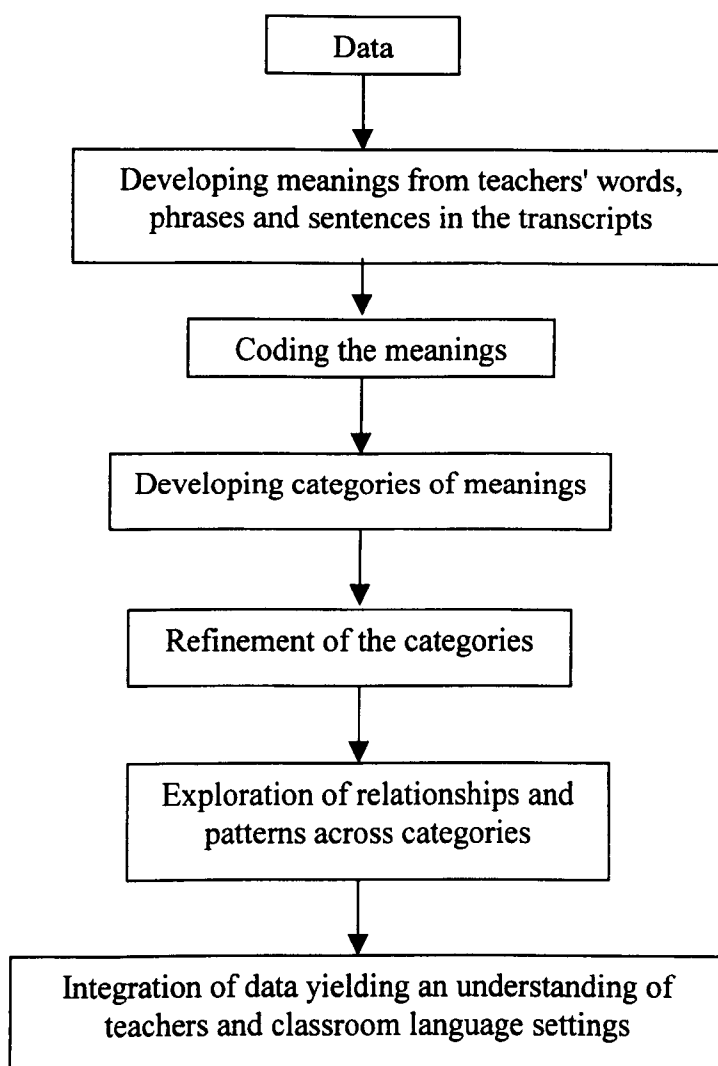 Data
Developing meanings from teachers' words,
phrases and sentences in the transcripts
Coding the meanings
Developing categories of meanings
Refinement of the categories
Exploration of relationships and
patterns across categories
Integration of data yielding an understanding of
teachers and classroom language settings